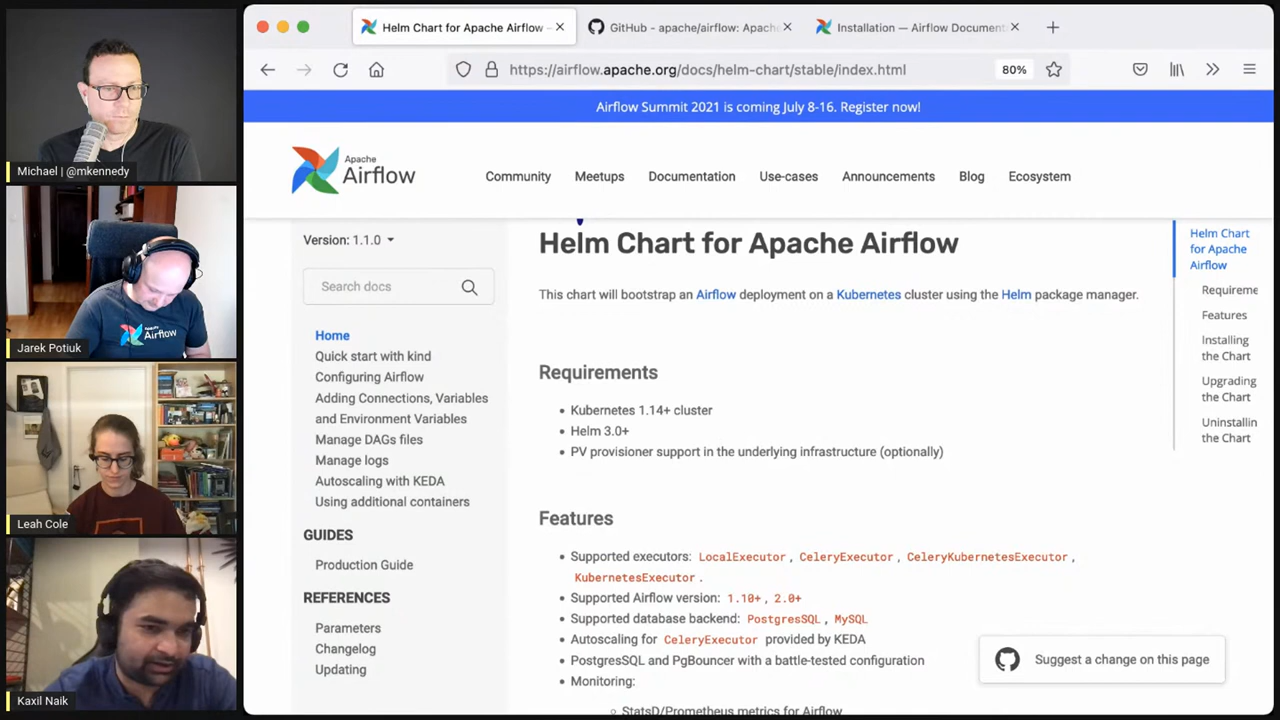 Michael | @mkennedy
Apache
Airflow
Jarek Potiuk
Leah Cole
Kaxil Naik
Helm Chart for Apache Airflow —
GitHub - apache/airflow: Apache
Installation — Airflow Document
https://airflow.apache.org/docs/helm-chart/stable/index.html
80%
Airflow Summit 2021 is coming July 8-16. Register now!
Apache
Airflow
Community
Meetups
Documentation
Use-cases
Announcements
Blog
Ecosystem
Version: 1.1.0
Search docs
Home
Quick start with kind
Configuring Airflow
Adding Connections, Variables
and Environment Variables
Manage DAGs files
Manage logs
Autoscaling with KEDA
Using additional containers
GUIDES
Production Guide
REFERENCES
Parameters
Changelog
Updating
Helm Chart for Apache Airflow
This chart will bootstrap an Airflow deployment on a Kubernetes cluster using the Helm package manager.
Requirements
Kubernetes 1.14+ cluster
Helm 3.0+
PV provisioner support in the underlying infrastructure (optionally)
Features
Supported executors: LocalExecutor, CeleryExecutor, CeleryKubernetesExecutor,
KubernetesExecutor.
Supported Airflow version: 1.10+, 2.0+
Supported database backend: PostgresSQL, MySQL
Autoscaling for CeleryExecutor provided by KEDA
PostgresSQL and PgBouncer with a battle-tested configuration
Monitoring:
StatsD/Prometheus metrics for Airflow
Helm Chart
for Apache
Airflow
Requireme
Features
Installing
the Chart
Upgrading
the Chart
Uninstallin
the Chart
Suggest a change on this page